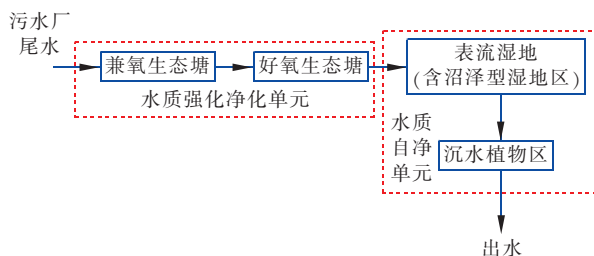 污水厂
尾水
兼氧生态塘
好氧生态塘
水质强化净化单元
表流湿地
(含沼泽型湿地区)
水质
自净
单元
沉水植物区
出水